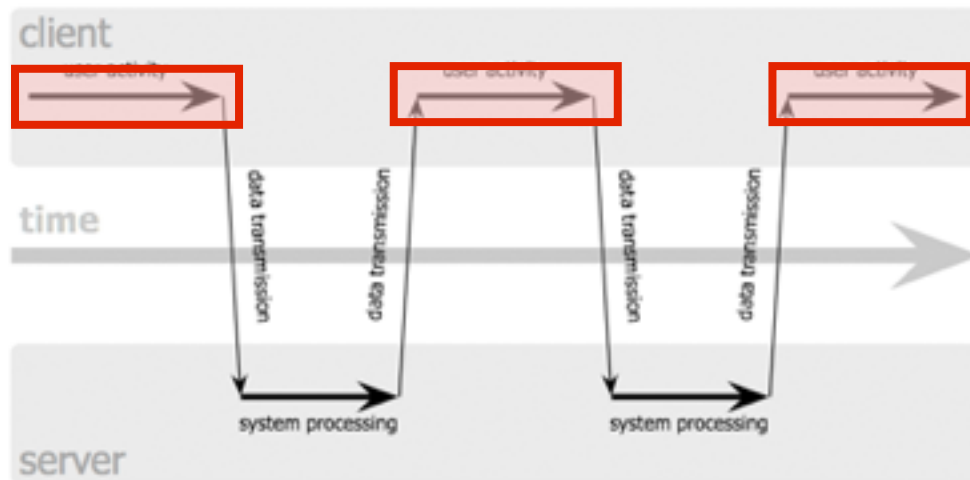 client
user activity
user activity
user activity
data transmission
data transmission
data transmission
data transmission
time
system processing
system processing
server